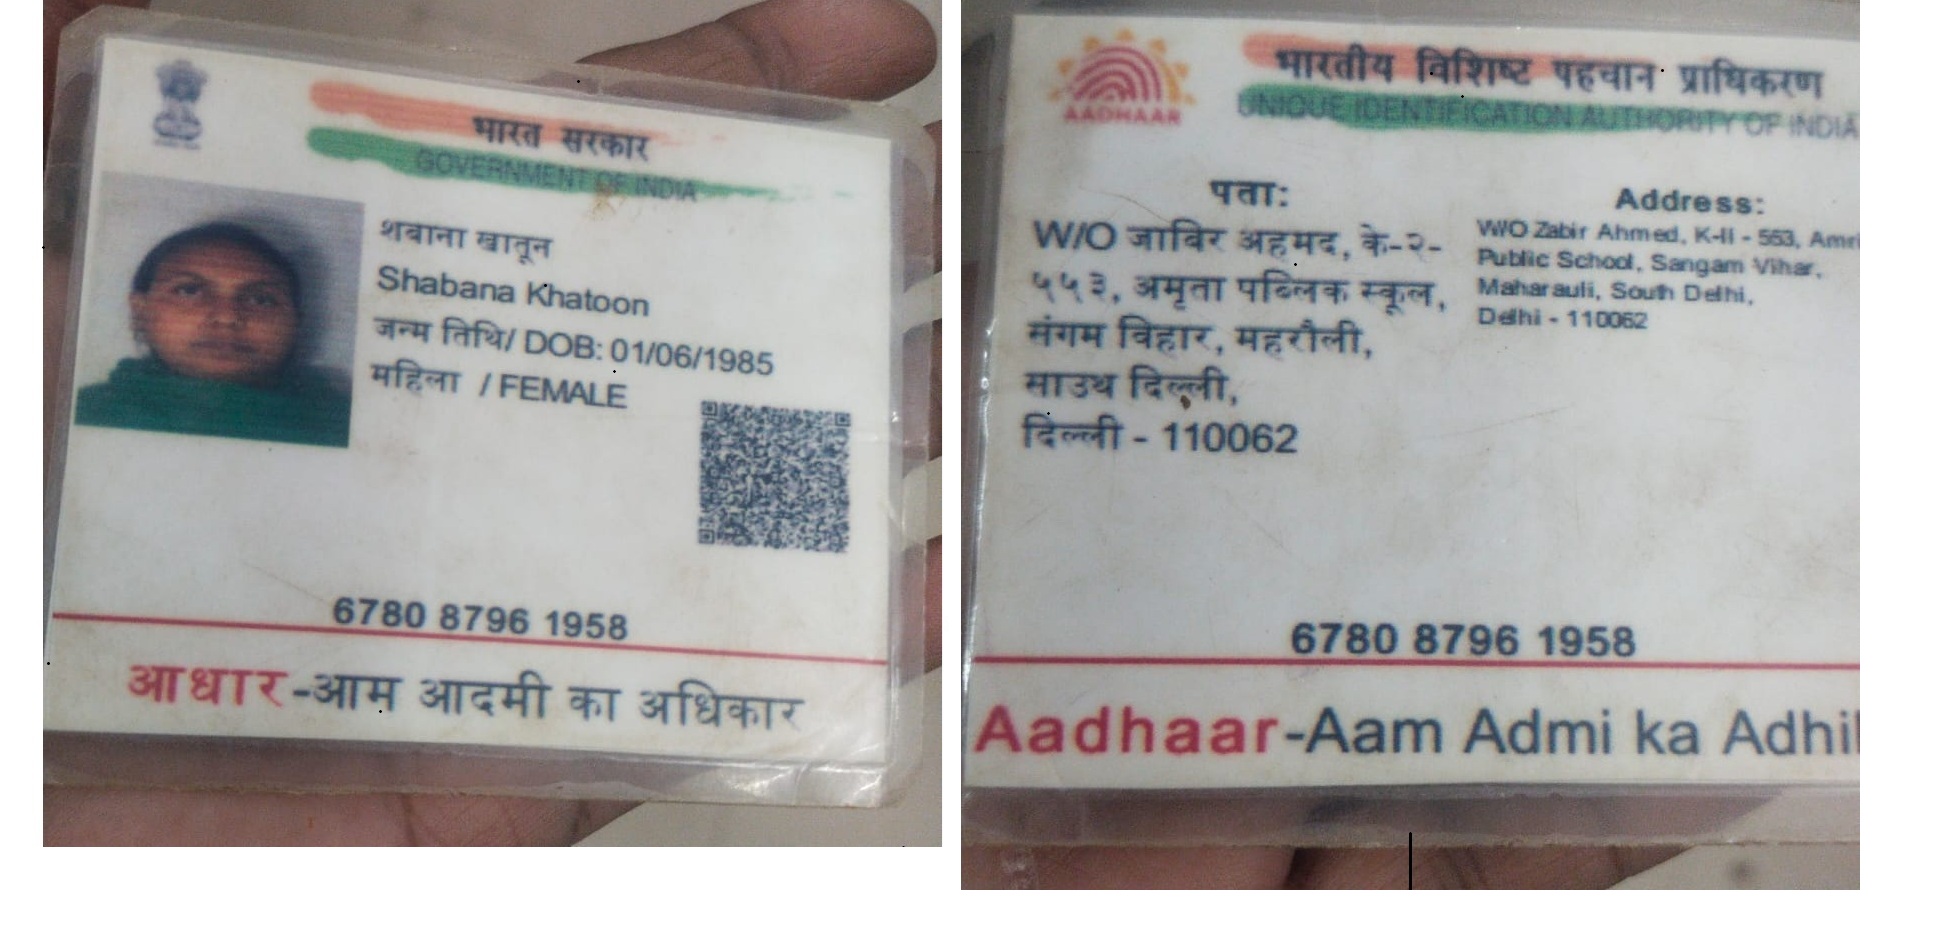 भारत सरकार
GOVERNMENT OF INDIA
शबाना खातून
Shabana Khatoon
जन्म तिथि/ DOB: 01/06/1985
महिला / FEMALE
6780 8796 1958
आधार-आम आदमी का अधिकार
AADHAAR
भारतीय विशिष्ट पहचान प्राधिकरण
UNIQUE IDENTIFICATION AUTHORITY OF INDIA
पता:
W/O जाविर अहमद, के-२-
५५३, अमृता पब्लिक स्कूल,
संगम विहार, महरौली,
साउथ दिल्ली,
दिल्ली - 110062
Address:
W/O Zabir Ahmed, K-II - 553, Amri
Public School, Sangam Vihar,
Maharauli, South Delhi,
Delhi - 110062
6780 8796 1958
Aadhaar-Aam Admi ka Adhi